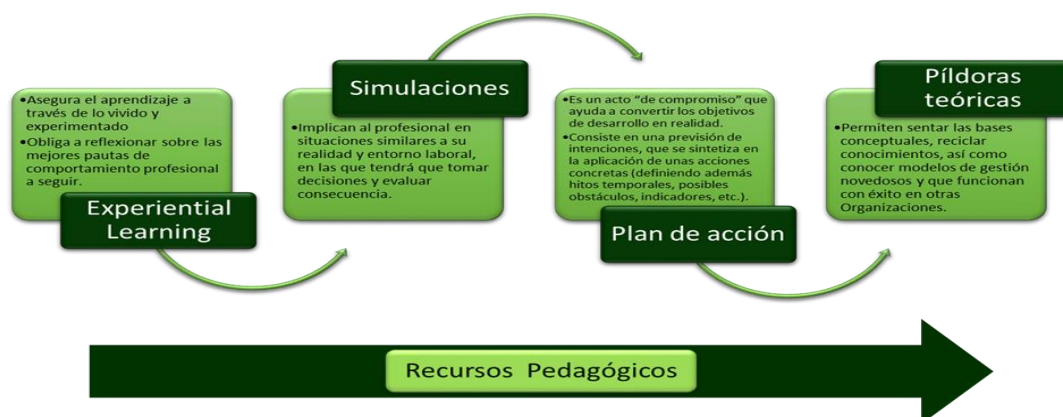 •Asegura el aprendizaje a
través de lo vivido y
experimentado
•Obliga a reflexionar sobre las
mejores pautas de
comportamiento profesional
a seguir.
Experiential
Learning
Simulaciones
•Implican al profesional en
situaciones similares a su
realidad y entorno laboral,
en las que tendrá que tomar
decisiones y evaluar
consecuencia.
•Es un acto “de compromiso” que
ayuda a convertir los objetivos
de desarrollo en realidad.
•Consiste en una previsión de
intenciones, que se sintetiza en
la aplicación de unas acciones
concretas (definiendo además
hitos temporales, posibles
obstáculos, indicadores, etc.).
Plan de acción
Píldoras
teóricas
•Permiten sentar las bases
conceptuales, reciclar
conocimientos, así como
conocer modelos de gestión
novedosos y que funcionan
con éxito en otras
Organizaciones.
Recursos Pedagógicos